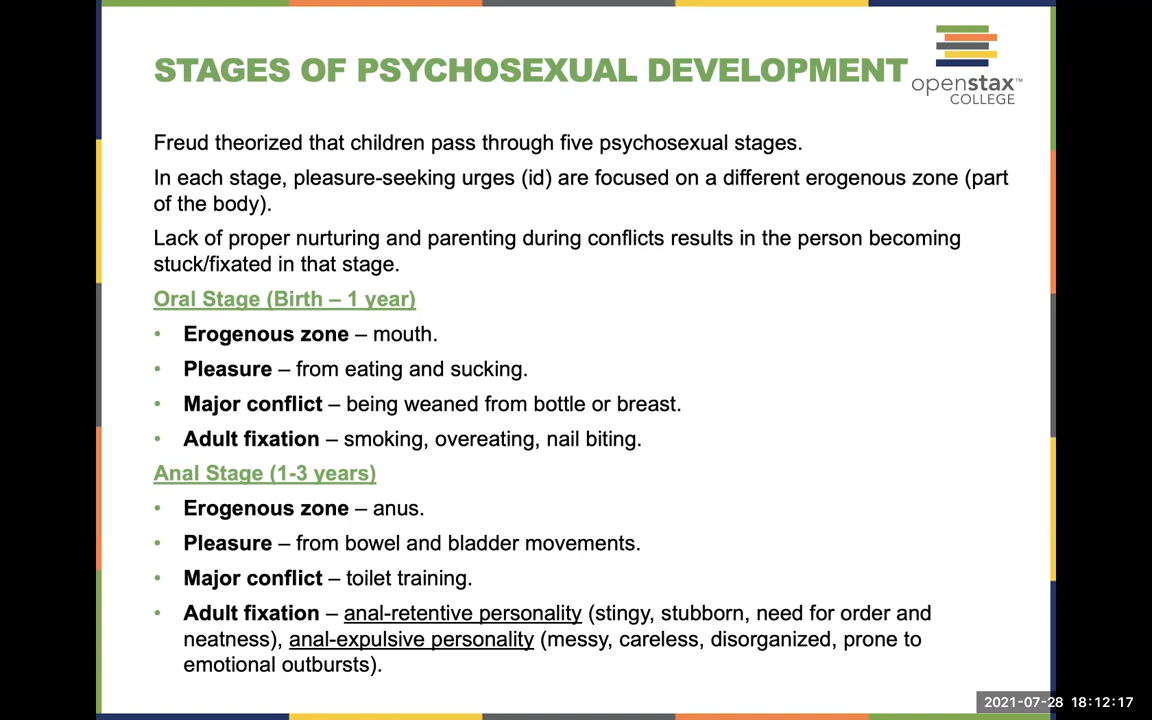 STAGES OF PSYCHOSEXUAL DEVELOPMENT
openstax™
COLLEGE
Freud theorized that children pass through five psychosexual stages.
In each stage, pleasure-seeking urges (id) are focused on a different erogenous zone (part
of the body).
Lack of proper nurturing and parenting during conflicts results in the person becoming
stuck/fixated in that stage.
Oral Stage (Birth – 1 year)
• Erogenous zone – mouth.
• Pleasure – from eating and sucking.
• Major conflict – being weaned from bottle or breast.
• Adult fixation – smoking, overeating, nail biting.
Anal Stage (1-3 years)
• Erogenous zone – anus.
• Pleasure – from bowel and bladder movements.
• Major conflict – toilet training.
• Adult fixation – anal-retentive personality (stingy, stubborn, need for order and
neatness), anal-expulsive personality (messy, careless, disorganized, prone to
emotional outbursts).
2021-07-28 18:12:17